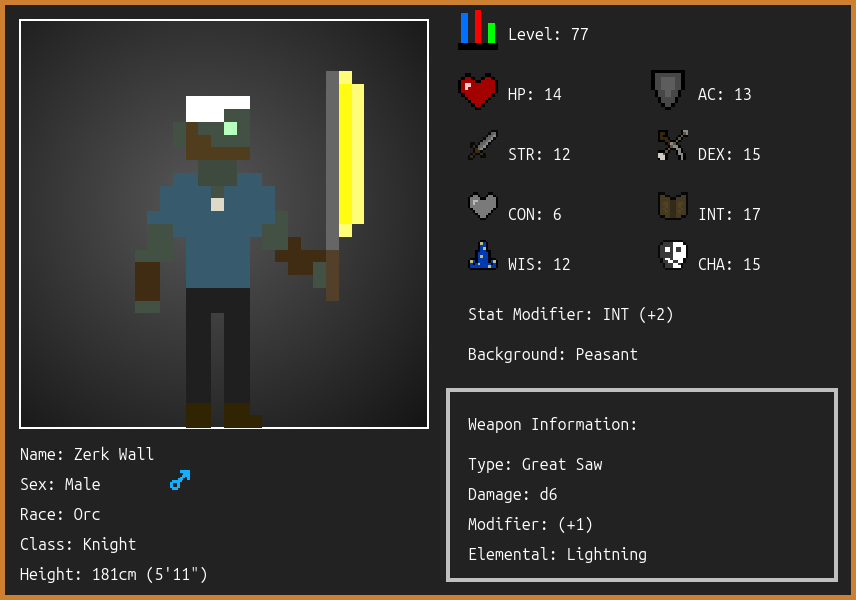 Level: 77
HP: 14
AC: 13
STR: 12
DEX: 15
CON: 6
INT: 17
WIS: 12
CHA: 15
Stat Modifier: INT (+2)
Background: Peasant
Weapon Information:
Type: Great Saw
Damage: d6
Modifier: (+1)
Elemental: Lightning
Name: Zerk Wall
Sex: Male
Race: Orc
Class: Knight
Height: 181cm (5'11")